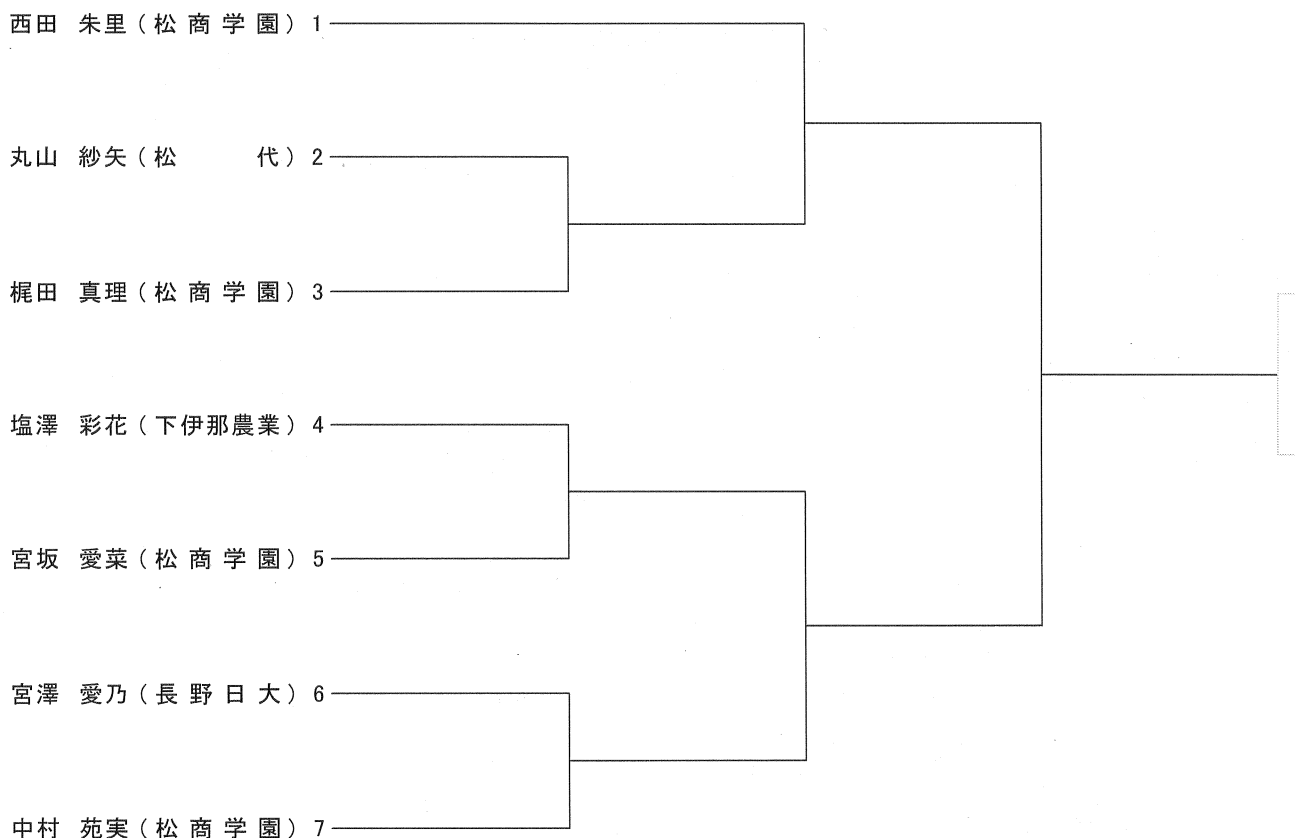 西田 朱里(松商学園) 1
丸山 紗矢(松 代) 2
梶田 真理(松商学園) 3
塩澤 彩花(下伊那農業) 4
宮坂 愛菜(松商学園) 5
宮澤 愛乃(長野日大) 6
中村 苑実(松商学園) 7